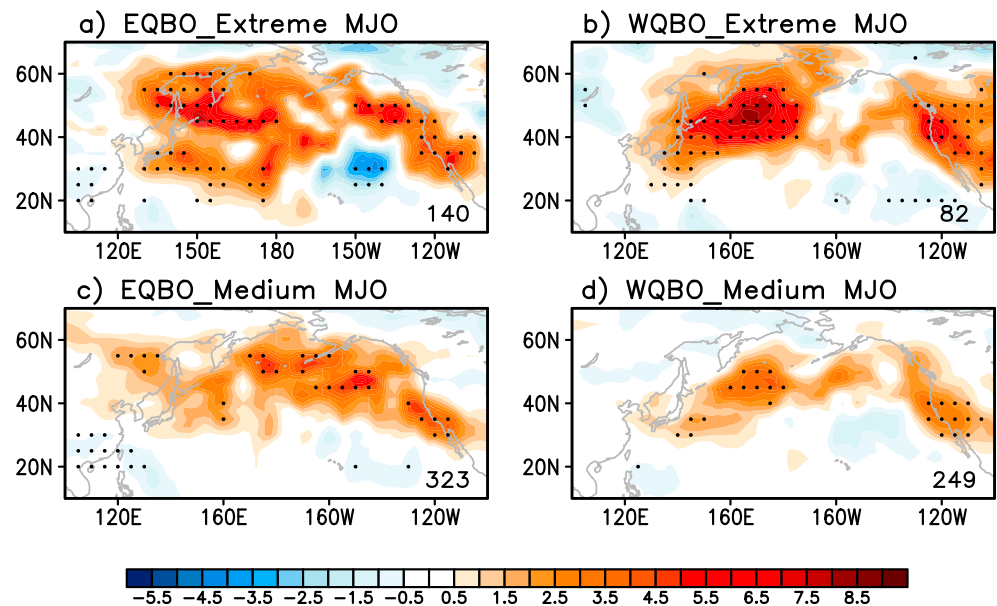 a) EQBO_Extreme MJO
b) WQBO_Extreme MJO
60N
40N
20N
140
120E 150E 180 150W 120W
60N
40N
20N
82
120E 160E 160W 120W
c) EQBO_Medium MJO
d) WQBO_Medium MJO
60N
40N
20N
323
120E 160E 160W 120W
60N
40N
20N
249
120E 160E 160W 120W
−5.5 −4.5 −3.5 −2.5 −1.5 −0.5 0.5 1.5 2.5 3.5 4.5 5.5 6.5 7.5 8.5